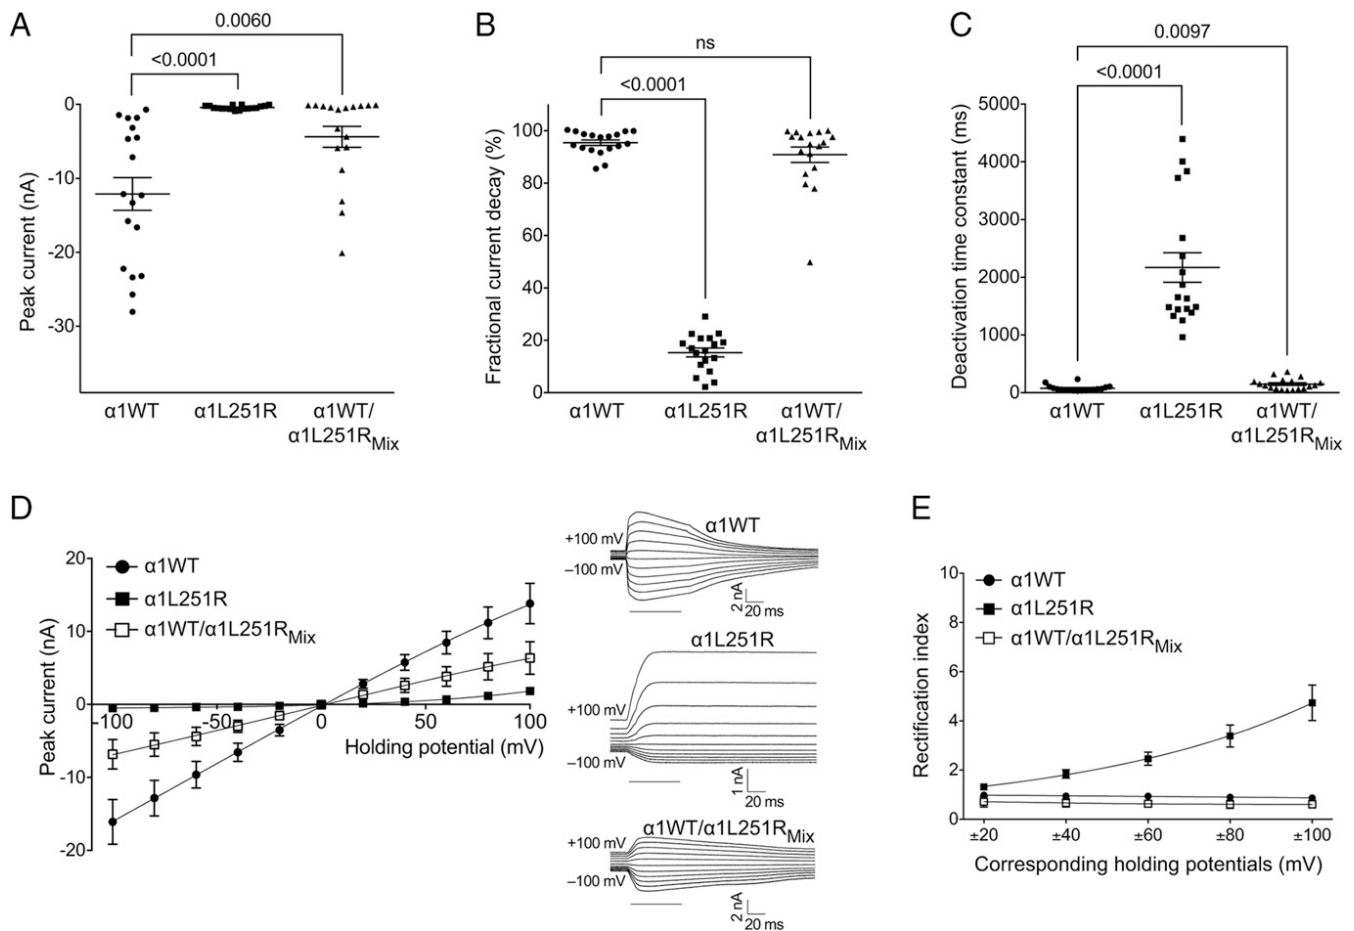 A
0.0060
<0.0001
0
-10
-20
-30
Peak current (nA)
α1WT
α1L251R
α1WT/
α1L251RMix
B
ns
<0.0001
100
80
60
40
20
0
Fractional current decay (%)
α1WT
α1L251R
α1WT/
α1L251RMix
C
0.0097
<0.0001
5000
4000
3000
2000
1000
0
Deactivation time constant (ms)
α1WT
α1L251R
α1WT/
α1L251RMix
D
20
10
0
-10
-20
Peak current (nA)
α1WT
α1L251R
α1WT/α1L251RMix
-100
-50
0
50
100
Holding potential (mV)
α1WT
+100 mV
–100 mV
2 nA
20 ms
α1L251R
+100 mV
–100 mV
1 nA
20 ms
α1WT/α1L251RMix
+100 mV
–100 mV
2 nA
20 ms
E
10
8
6
4
2
0
Rectification index
α1WT
α1L251R
α1WT/α1L251RMix
±20
±40
±60
±80
±100
Corresponding holding potentials (mV)